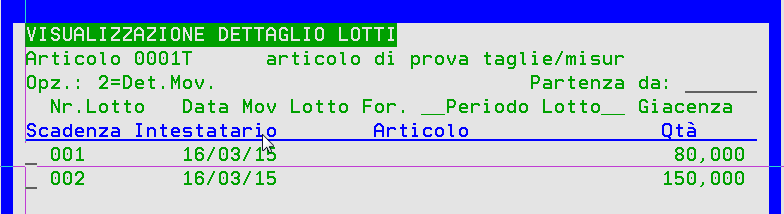 VISUALIZZAZIONE DETTAGLIO LOTTI
Articolo 0001T articolo di prova taglie/misur
Opz.: 2=Det.Mov. Partenza da: _______
Nr.Lotto Data Mov Lotto For. __Periodo Lotto__ Giacenza
Scadenza Intestatario Articolo Qtà
_ 001 16/03/15 80,000
_ 002 16/03/15 150,000